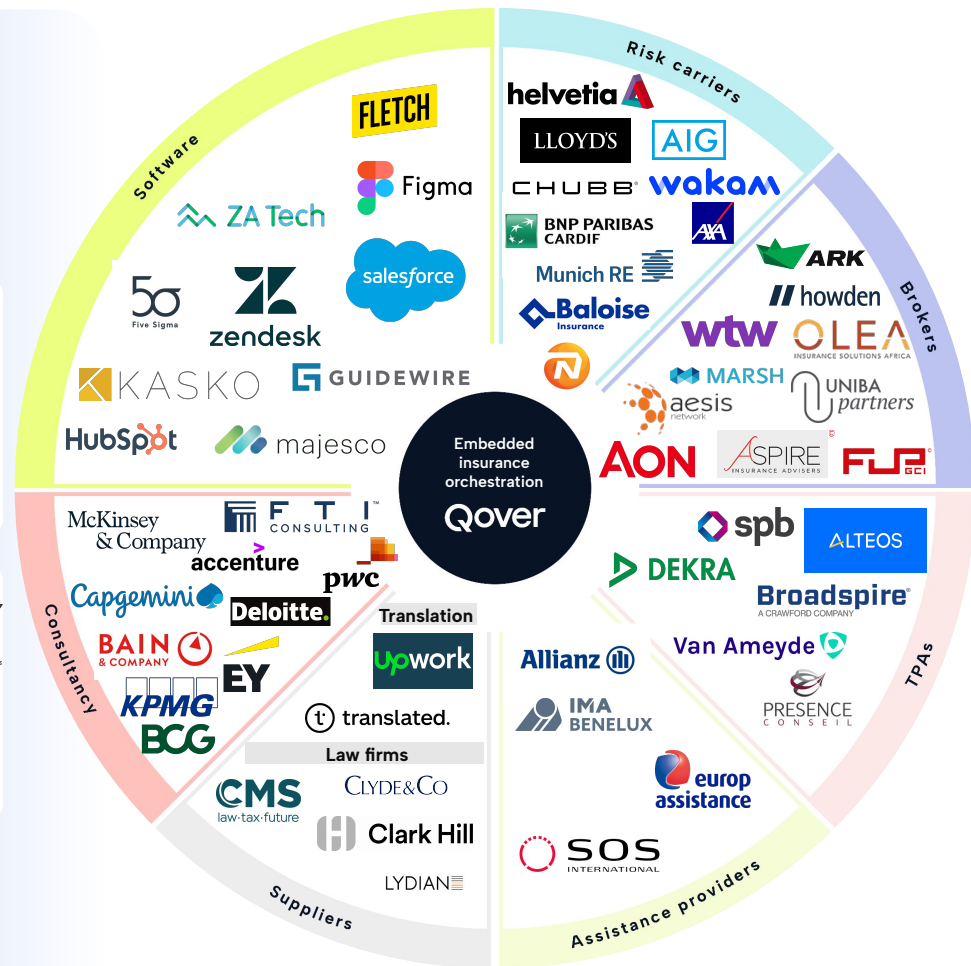 Software
FLETCH
Figma
ZA Tech
salesforce
5σ
Five Sigma
zendesk
KASKO
GUIDEWIRE
HubSpot
majesco
Risk carriers
helvetia
LLOYD'S
AIG
CHUBB®
wakam
BNP PARIBAS
CARDIF
AXA
Munich RE
Baloise
Insurance
n
Brokers
ARK
howden
wtw
OLEA
INSURANCE SOLUTIONS AFRICA
MARSH
UNIBA
partners
aesis
network
AON
ASPIRE
INSURANCE ADVISERS
©
FUP©
GCI
Embedded
insurance
orchestration
Qover
Consultancy
McKinsey
& Company
FTI™
CONSULTING
accenture
pwc
Capgemini
Deloitte.
BAIN
& COMPANY
EY
KPMG
BCG
Suppliers
Translation
upwork
t
translated.
Law firms
CMS
law·tax·future
CLYDE&CO
Clark Hill
LYDIAN
Assistance providers
Allianz
IMA
BENELUX
europ
assistance
SOS
INTERNATIONAL
TPAs
spb
ALTEOS
DEKRA
Broadspire®
A CRAWFORD COMPANY
Van Ameyde
PRESENCE
CONSEIL